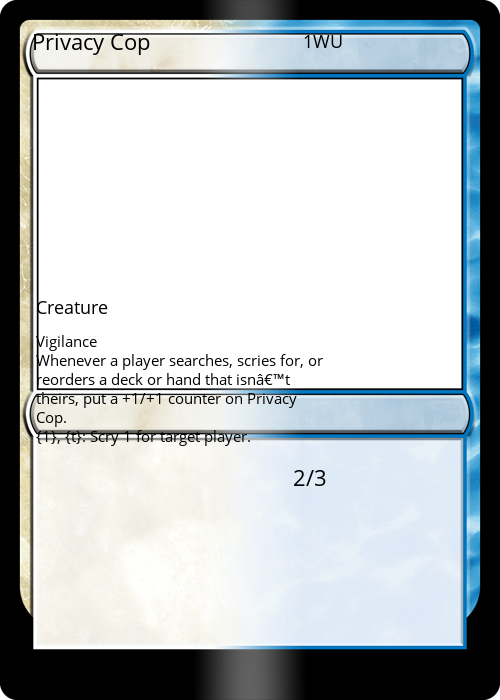 Privacy Cop 1WU
Creature
Vigilance
Whenever a player searches, scries for, or
reorders a deck or hand that isnâ€™t
theirs, put a +1/+1 counter on Privacy
Cop.
{1}, {t}: Scry 1 for target player.
2/3